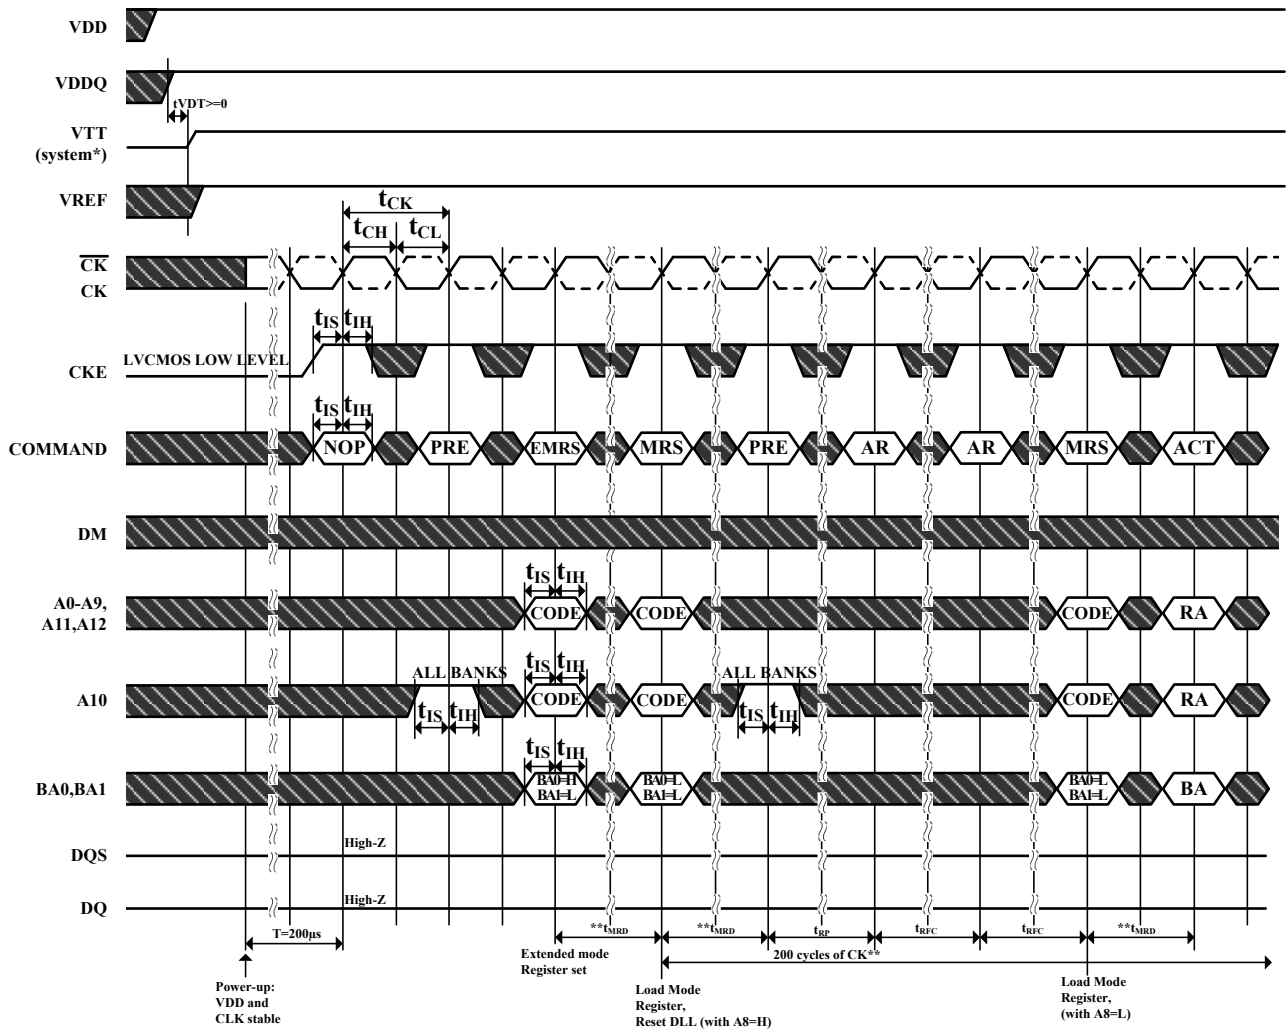 VDD
VDDQ
tVDT>=0
VTT
(system*)
VREF
tCK
tCH tCL
CK
CK
tIS tIH
LVCMOS LOW LEVEL
CKE
tIS tIH
COMMAND NOP PRE EMRS MRS PRE AR AR MRS ACT
DM
tIS tIH
A0-A9,
A11,A12
CODE CODE CODE RA
ALL BANKS tIS tIH ALL BANKS
A10 CODE CODE CODE RA
tIS tIH tIS tIH
tIS tIH
BA0,BA1
BA0=H BA0=L BA0=L
BA1=L BA1=L BA1=L
BA
High-Z
DQS
High-Z
DQ
T=200µs **tMRD **tMRD tRP tRFC tRFC **tMRD
200 cycles of CK**
Extended mode
Register set
Power-up:
VDD and
CLK stable
Load Mode
Register,
Reset DLL (with A8=H)
Load Mode
Register,
(with A8=L)